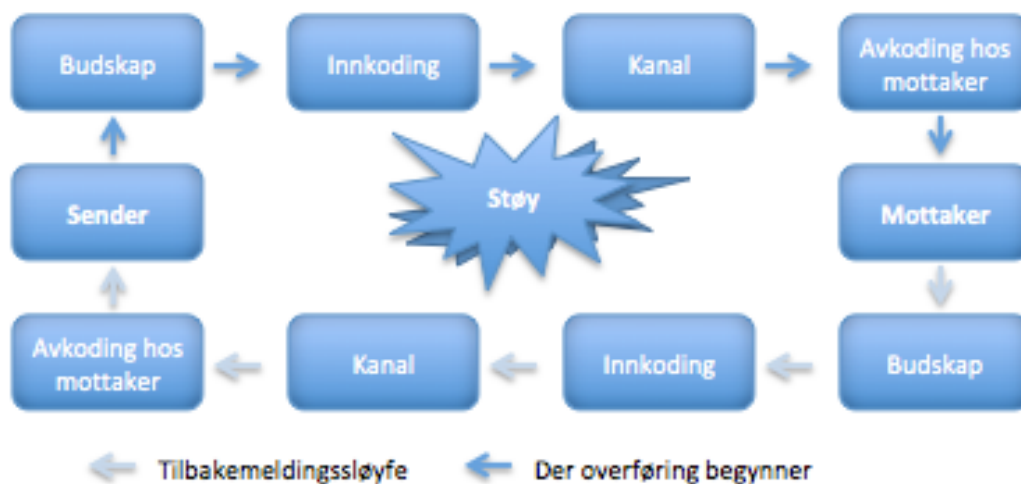 Budskap
Innkoding
Kanal
Avkoding hos
mottaker
Sender
Støy
Mottaker
Avkoding hos
mottaker
Kanal
Innkoding
Budskap
Tilbakemeldingssløyfe
Der overføring begynner